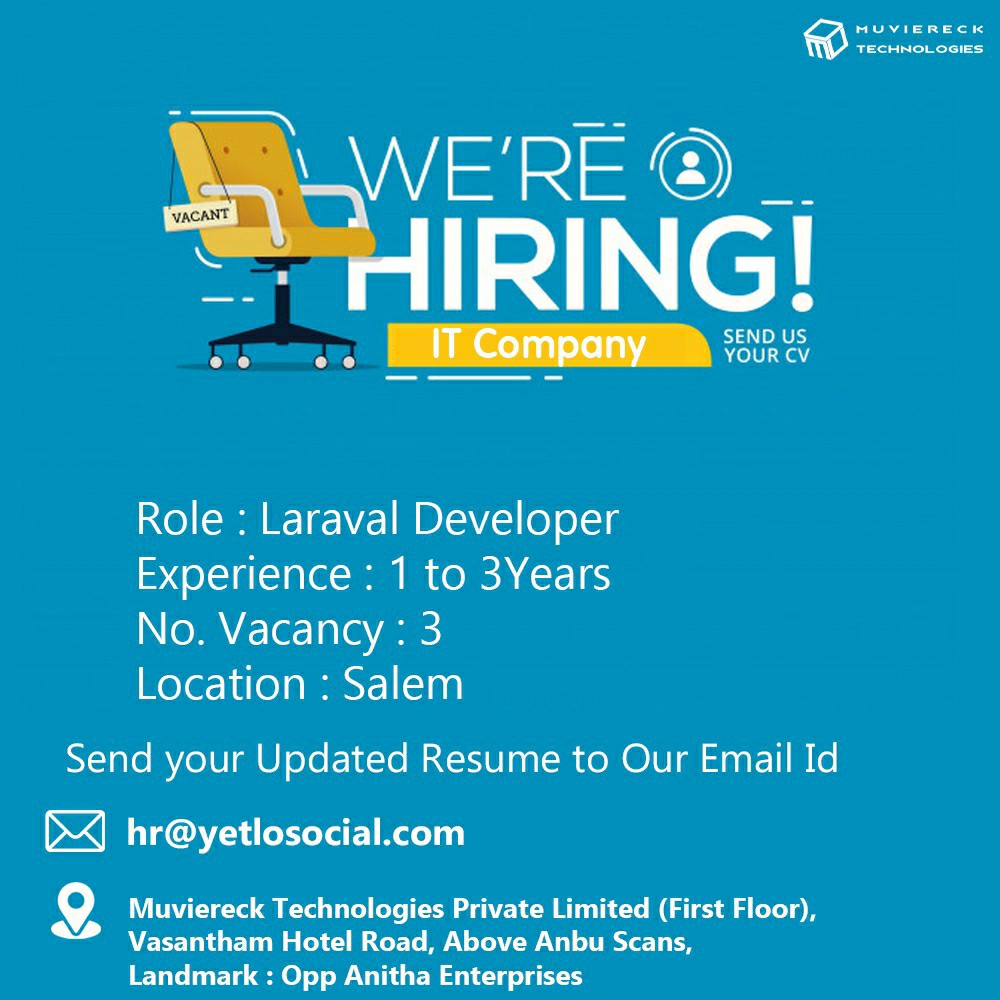 MUVIERECK
TECHNOLOGIES
VACANT
WE'RE
HIRING!
IT Company
SEND US
YOUR CV
Role : Laraval Developer
Experience : 1 to 3Years
No. Vacancy : 3
Location : Salem
Send your Updated Resume to Our Email Id
hr@yetlosocial.com
Muviereck Technologies Private Limited (First Floor),
Vasantham Hotel Road, Above Anbu Scans,
Landmark : Opp Anitha Enterprises